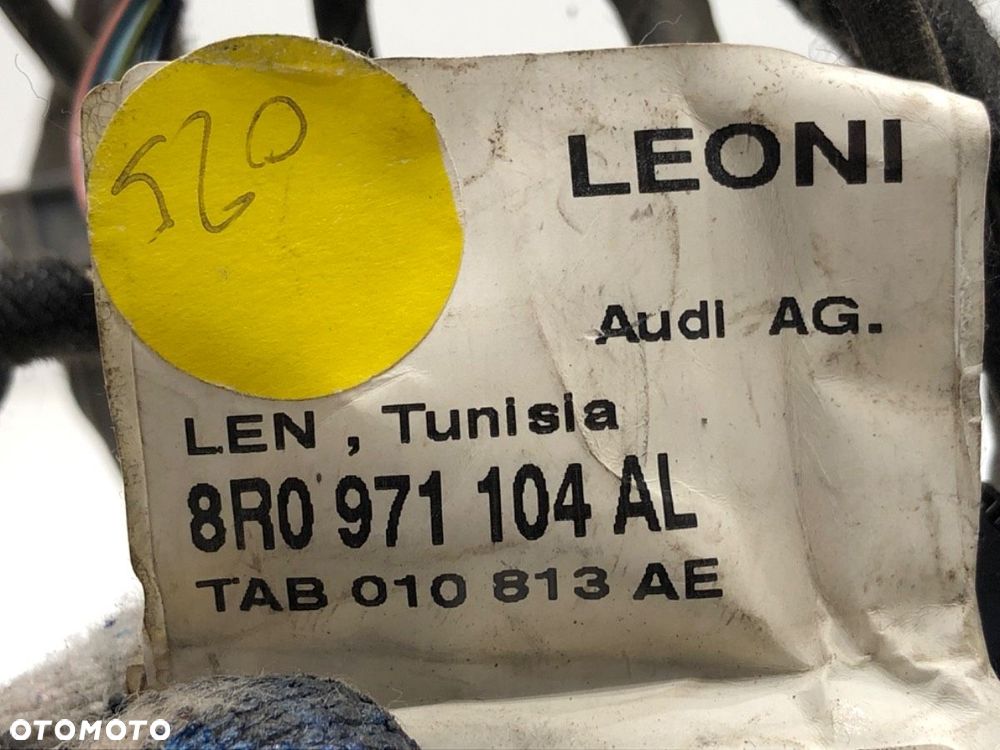 520
LEONI
Audi AG.
LEN , Tunisia
8R0 971 104 AL
TAB 010 813 AE
OTOMOTO